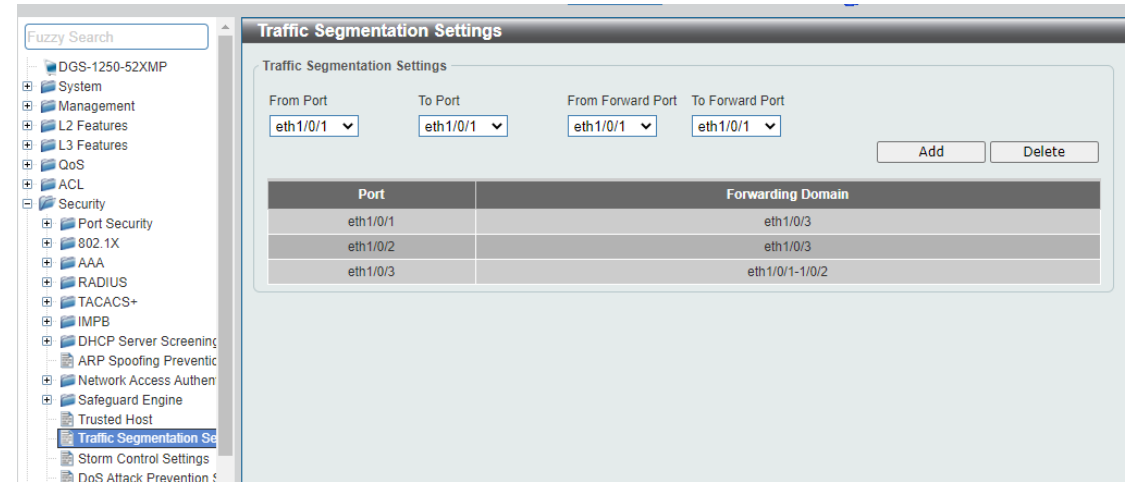 Fuzzy Search
DGS-1250-52XMP
System
Management
L2 Features
L3 Features
QoS
ACL
Security
Port Security
802.1X
AAA
RADIUS
TACACS+
IMPB
DHCP Server Screening
ARP Spoofing Preventic
Network Access Authen
Safeguard Engine
Trusted Host
Traffic Segmentation Se
Storm Control Settings
DoS Attack Prevention S
Traffic Segmentation Settings
Traffic Segmentation Settings
From Port To Port From Forward Port To Forward Port
eth1/0/1 eth1/0/1 eth1/0/1 eth1/0/1
Add Delete
Port Forwarding Domain
eth1/0/1 eth1/0/3
eth1/0/2 eth1/0/3
eth1/0/3 eth1/0/1-1/0/2